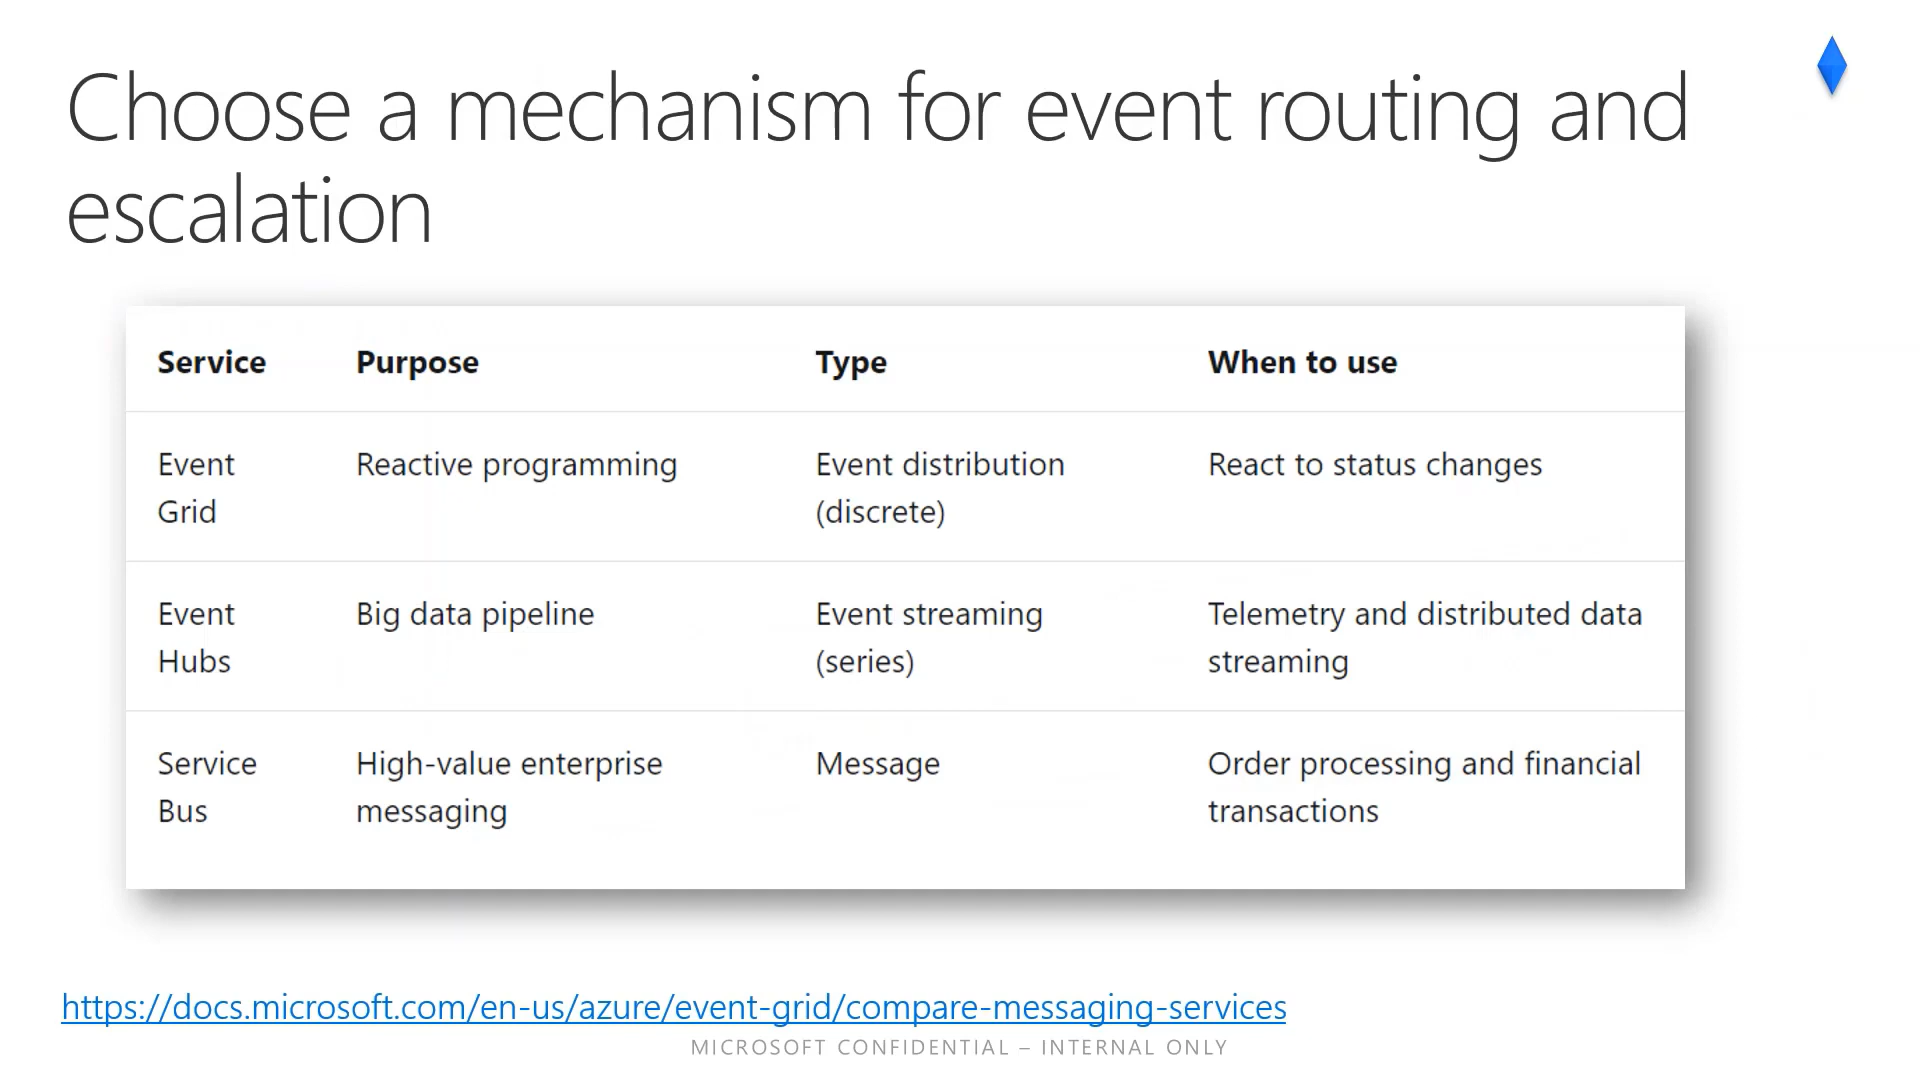 Choose a mechanism for event routing and
escalation
Service Purpose Type When to use
Event Reactive programming Event distribution React to status changes
Grid (discrete)
Event Big data pipeline Event streaming Telemetry and distributed data
Hubs (series) streaming
Service High-value enterprise Message Order processing and financial
Bus messaging transactions
https://docs.microsoft.com/en-us/azure/event-grid/compare-messaging-services
MICROSOFT CONFIDENTIAL – INTERNAL ONLY